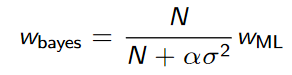 w_bayes = N / (N + ασ²) w_ML